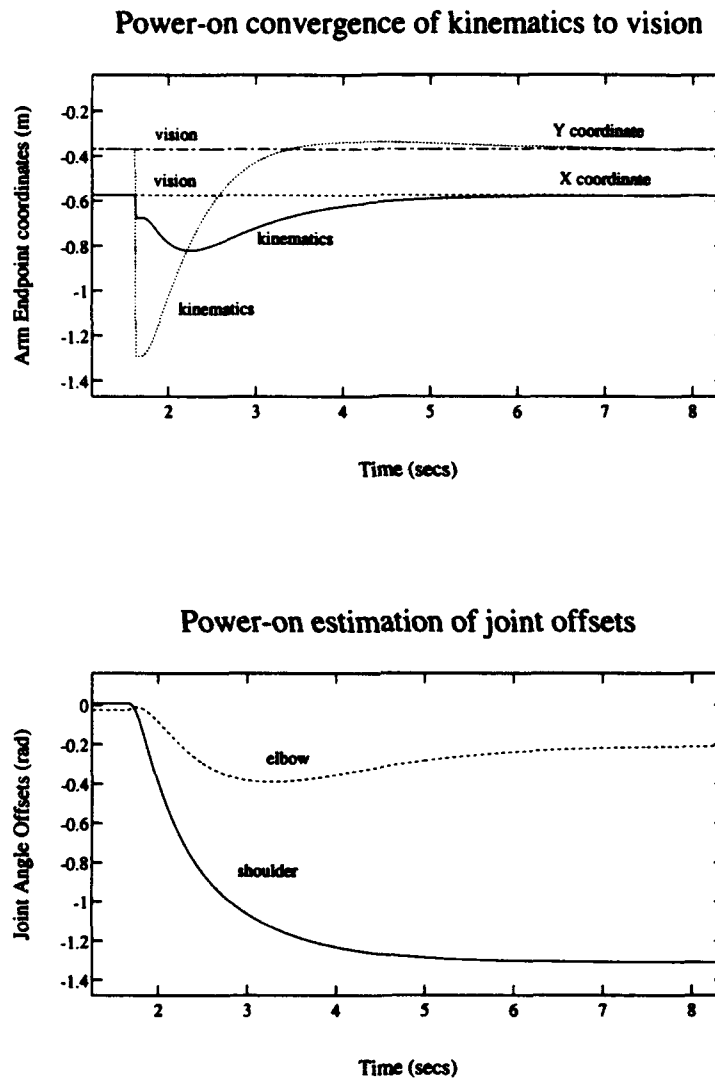 Power-on convergence of kinematics to vision
Arm Endpoint coordinates (m)
-0.2
-0.4
-0.6
-0.8
-1
-1.2
-1.4
vision
Y coordinate
vision
X coordinate
kinematics
kinematics
2
3
4
5
6
7
8
Time (secs)
Power-on estimation of joint offsets
Joint Angle Offsets (rad)
0
-0.2
-0.4
-0.6
-0.8
-1
-1.2
-1.4
elbow
shoulder
2
3
4
5
6
7
8
Time (secs)